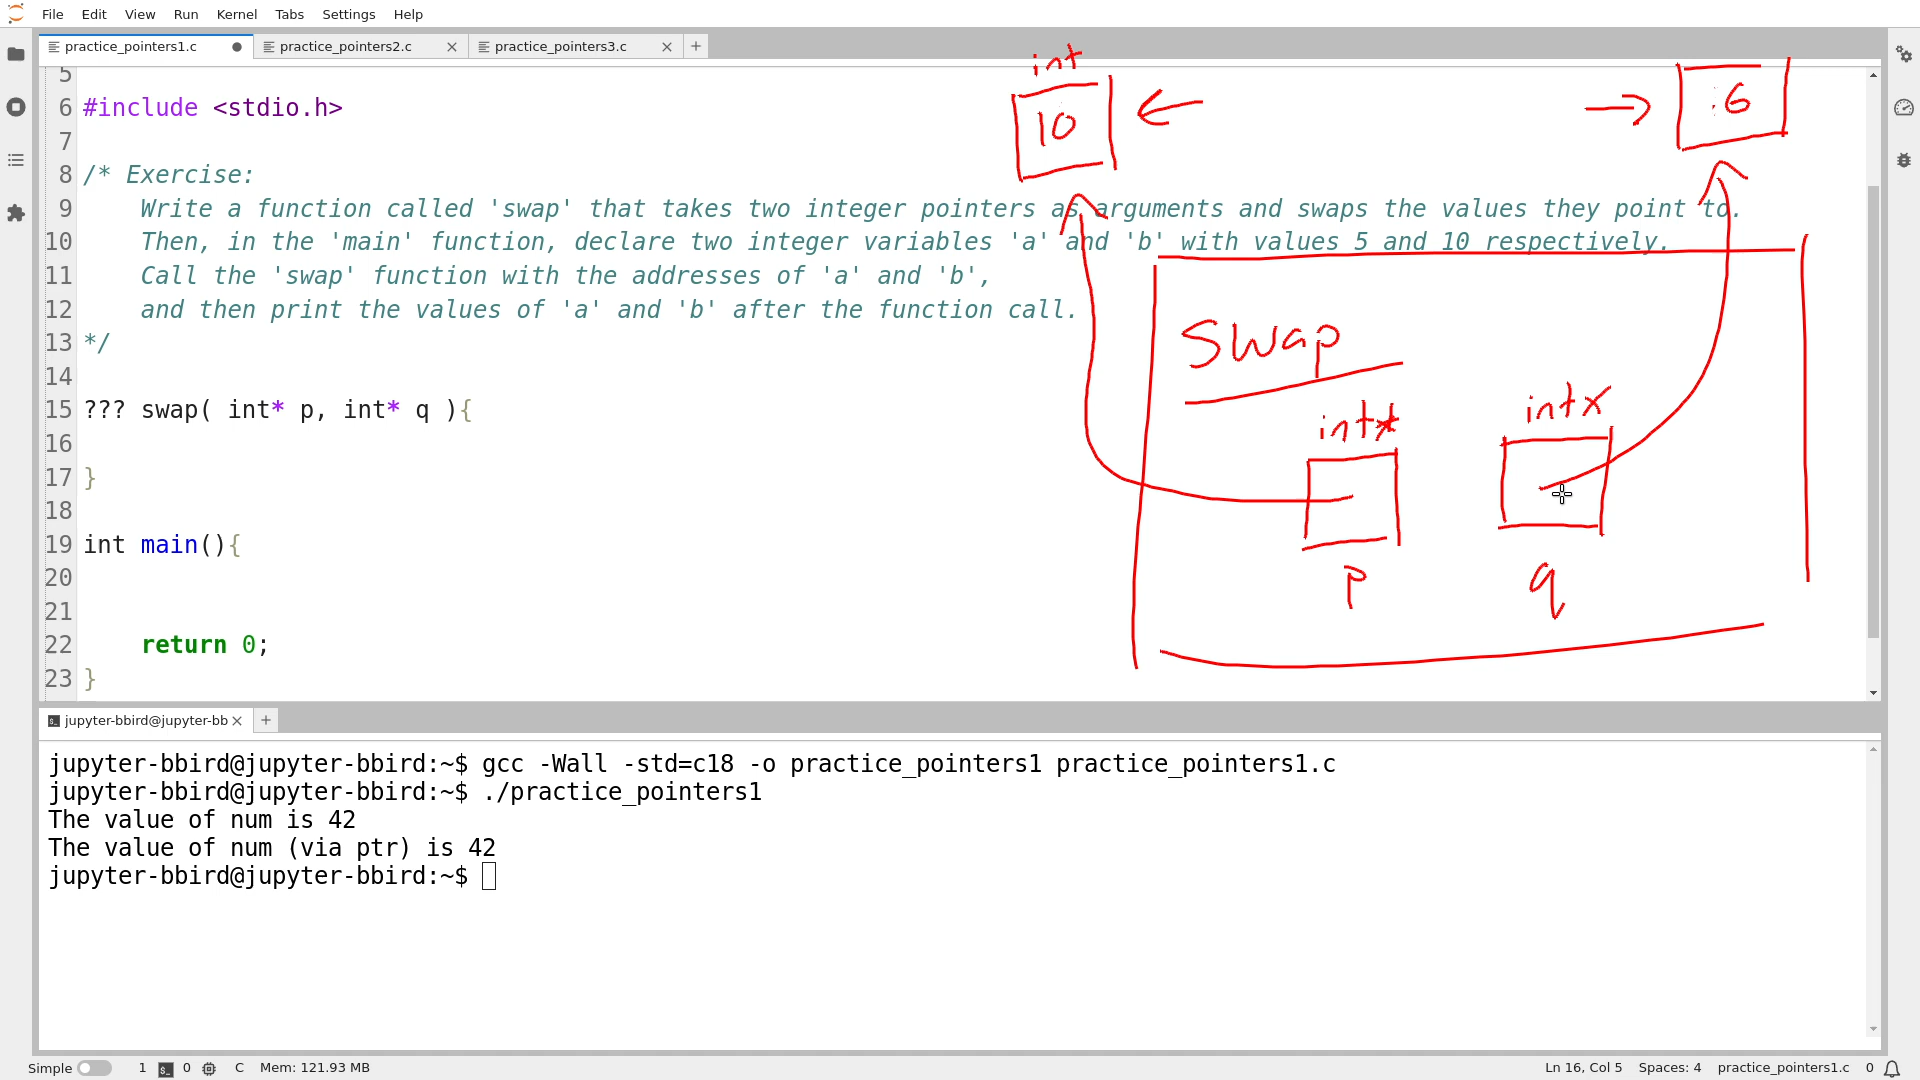 File Edit View Run Kernel Tabs Settings Help
practice_pointers1.c practice_pointers2.c practice_pointers3.c
int
10
6
5
6 #include <stdio.h>
7
8 /* Exercise:
9 Write a function called 'swap' that takes two integer pointers as arguments and swaps the values they point to.
10 Then, in the 'main' function, declare two integer variables 'a' and 'b' with values 5 and 10 respectively.
11 Call the 'swap' function with the addresses of 'a' and 'b',
12 and then print the values of 'a' and 'b' after the function call.
13 */
14
15 ??? swap( int* p, int* q ){
16
17 }
18
19 int main(){
20
21
22 return 0;
23 }
swap
int* int*
p q
jupyter-bbird@jupyter-bb
jupyter-bbird@jupyter-bbird:~$ gcc -Wall -std=c18 -o practice_pointers1 practice_pointers1.c
jupyter-bbird@jupyter-bbird:~$ ./practice_pointers1
The value of num is 42
The value of num (via ptr) is 42
jupyter-bbird@jupyter-bbird:~$
Simple 1 0 C Mem: 121.93 MB Ln 16, Col 5 Spaces: 4 practice_pointers1.c 0